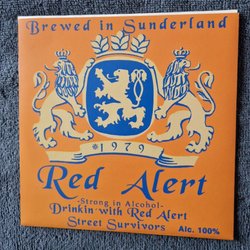 Brewed in Sunderland
*1979
Red Alert
-Strong in Alcohol-
Drinkin with Red Alert
Street Survivors
Alc. 100%